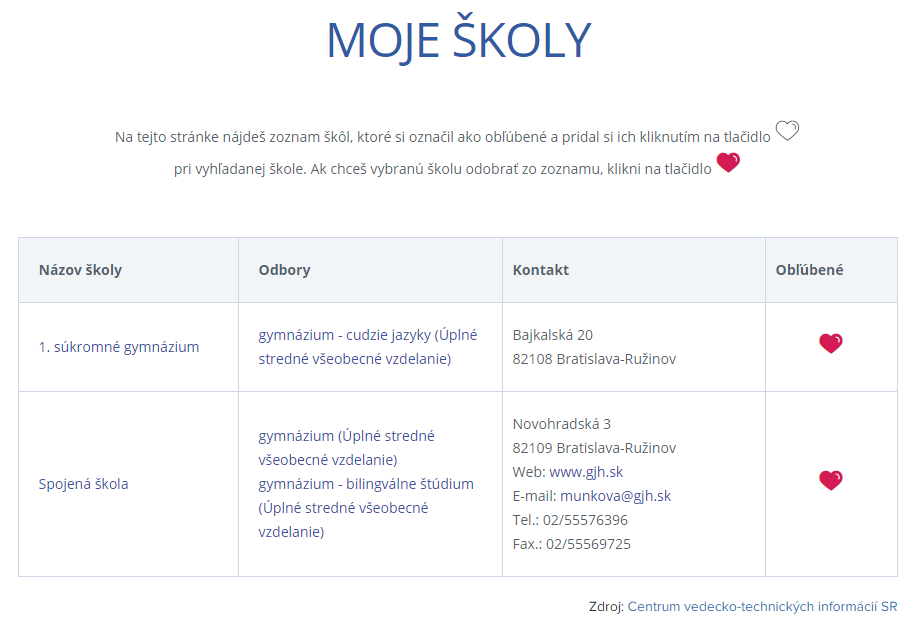 MOJE ŠKOLY
Na tejto stránke nájdeš zoznam škôl, ktoré si označil ako obľúbené a pridal si ich kliknutím na tlačidlo
pri vyhľadanej škole. Ak chceš vybranú školu odobrať zo zoznamu, klikni na tlačidlo
Názov školy
Odbory
Kontakt
Obľúbené
1. súkromné gymnázium
gymnázium - cudzie jazyky (Úplné
stredné všeobecné vzdelanie)
Bajkalská 20
82108 Bratislava-Ružinov
Spojená škola
gymnázium (Úplné stredné
všeobecné vzdelanie)
gymnázium - bilingválne štúdium
(Úplné stredné všeobecné
vzdelanie)
Novohradská 3
82109 Bratislava-Ružinov
Web: www.gjh.sk
E-mail: munkova@gjh.sk
Tel.: 02/55576396
Fax.: 02/55569725
Zdroj: Centrum vedecko-technických informácií SR